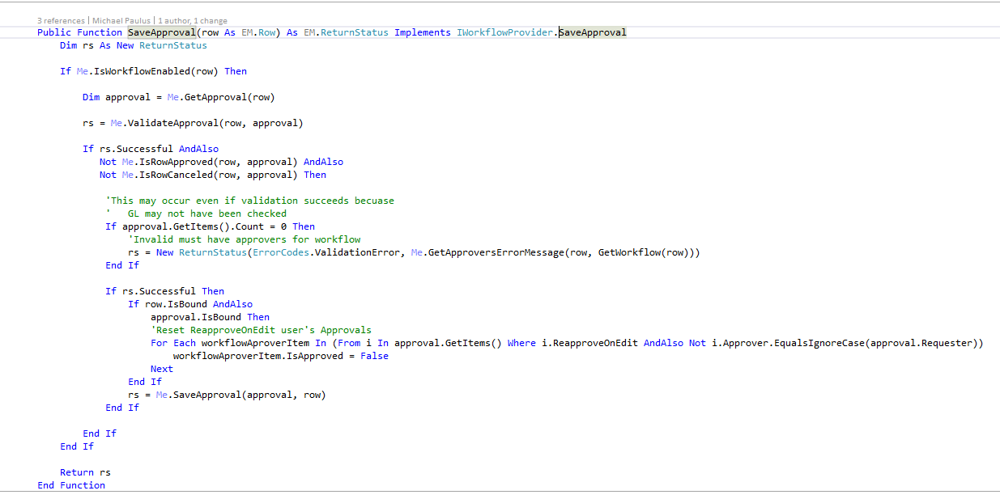 3 references | Michael Paulus | 1 author, 1 change
Public Function SaveApproval(row As EM.Row) As EM.ReturnStatus Implements IWorkflowProvider.SaveApproval
Dim rs As New ReturnStatus
If Me.IsWorkflowEnabled(row) Then
Dim approval = Me.GetApproval(row)
rs = Me.ValidateApproval(row, approval)
If rs.Successful AndAlso
Not Me.IsRowApproved(row, approval) AndAlso
Not Me.IsRowCanceled(row, approval) Then
'This may occur even if validation succeeds becuase
' GL may not have been checked
If approval.GetItems().Count = 0 Then
'Invalid must have approvers for workflow
rs = New ReturnStatus(ErrorCodes.ValidationError, Me.GetApproversErrorMessage(row, GetWorkflow(row)))
End If
If rs.Successful Then
If row.IsBound AndAlso
approval.IsBound Then
'Reset ReapproveOnEdit user's Approvals
For Each workflowAproverItem In (From i In approval.GetItems() Where i.ReapproveOnEdit AndAlso Not i.Approver.EqualsIgnoreCase(approval.Requester))
workflowAproverItem.IsApproved = False
Next
End If
rs = Me.SaveApproval(approval, row)
End If
End If
End If
Return rs
End Function